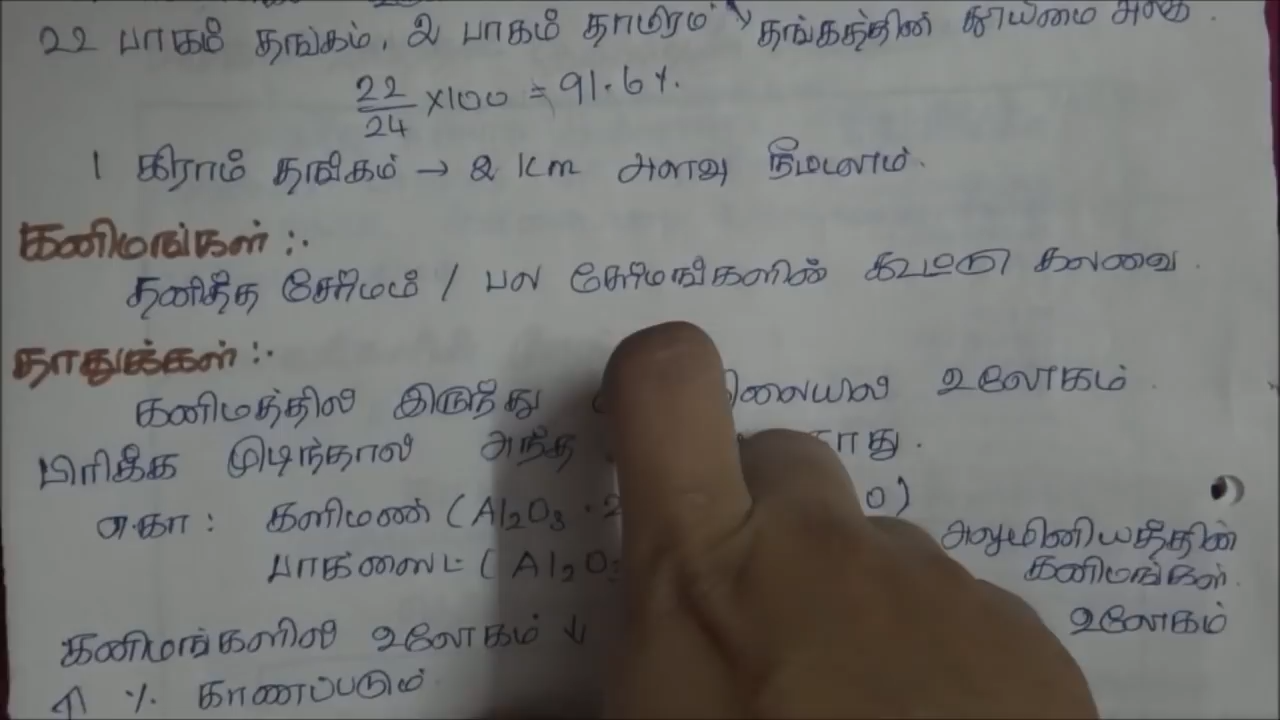 22 பாகம் தங்கம், 2 பாகம் தாமிரம் தங்கத்தின் தூய்மை அலகு.
22/24 ×100 = 91.6%.
1 கிராம் தங்கம் → 2 Km அளவு நீமடலாம்.
கனிமங்கள் :-
தனித்த சேர்மம் / பல சேர்மங்களின் கூட்டு கலவை.
தாதுக்கள் :-
கனிமத்தில் இருந்து உலோகம்.
பிரிக்க முடிந்தால் அந்த
எ.கா : களிமண் (Al₂O₃ · 2 O)
பாக்ஸைட் (Al₂O அலுமினியத்தின்
கனிமங்கள்.
கனிமங்களில் உலோகம் ↓ உலோகம்
% காணப்படும்